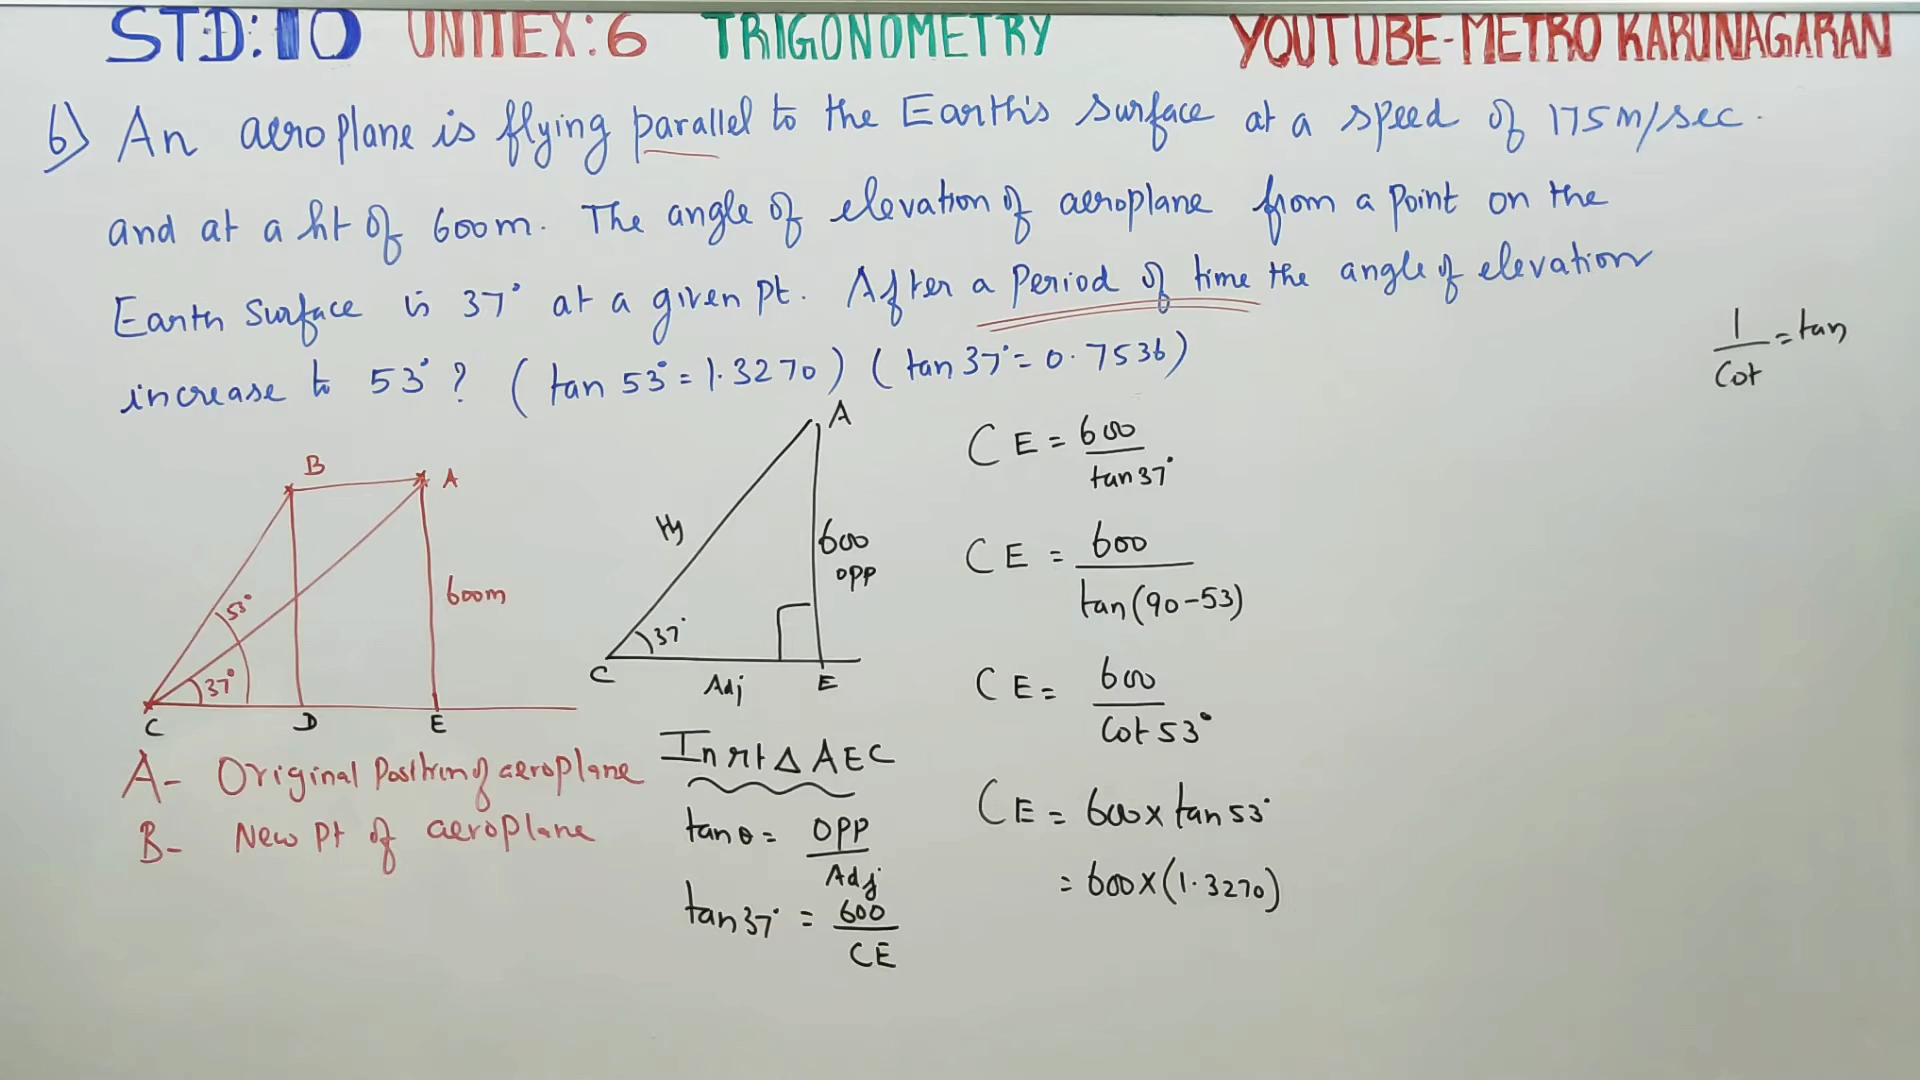 STD:10 UNITEX:6 TRIGONOMETRY YOUTUBE-METRO KARUNAGARAN
6) An aeroplane is flying parallel to the Earth's surface at a speed of 175m/sec.
and at a ht of 600m. The angle of elevation of aeroplane from a point on the
Earth surface is 37° at a given pt. After a period of time the angle of elevation
increase to 53°? (tan 53° = 1.3270) (tan 37° = 0.7536)
1/cot = tan
B A
600m
53°
37°
C D E
A- Original Position of aeroplane
B- New Pt of aeroplane
A
Hy
600
opp
37°
C Adj E
In rt △ AEC
tan θ = opp/Adj
tan 37° = 600/CE
CE = 600/tan 37°
CE = 600/tan(90-53)
CE = 600/cot 53°
CE = 600 x tan 53°
= 600 x (1.3270)